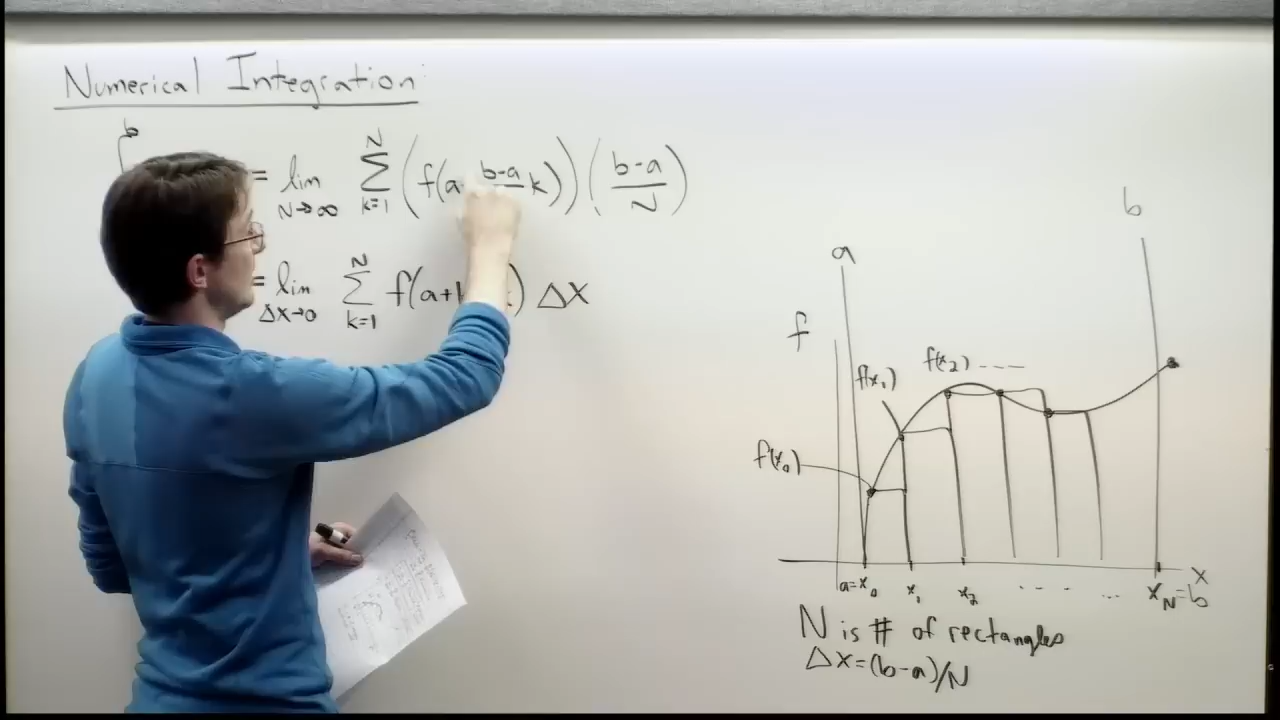 Numerical Integration
b
= lim N→∞ N Σ k=1 (f(a b-a k)) (b-a / N)
= lim Δx→0 N Σ k=1 f(a+k ) Δx
b
a
f
f(x₂) ----
f(x₁)
f(x₀)
x
a=x₀ x₁ x₂ ---- ... x_N=b
N is # of rectangles
Δx=(b-a)/N